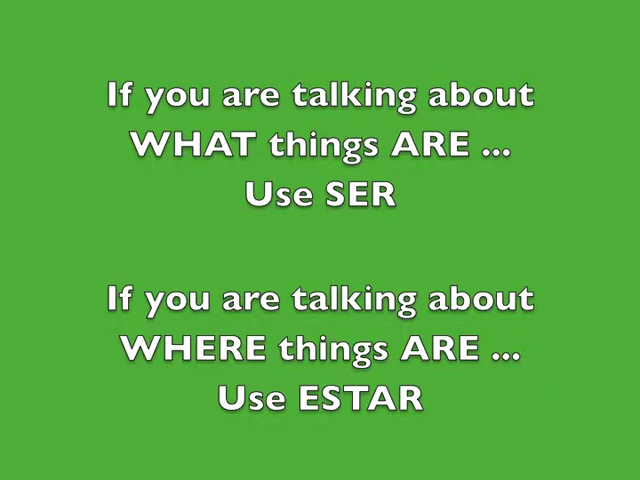 If you are talking about
WHAT things ARE ...
Use SER
If you are talking about
WHERE things ARE ...
Use ESTAR